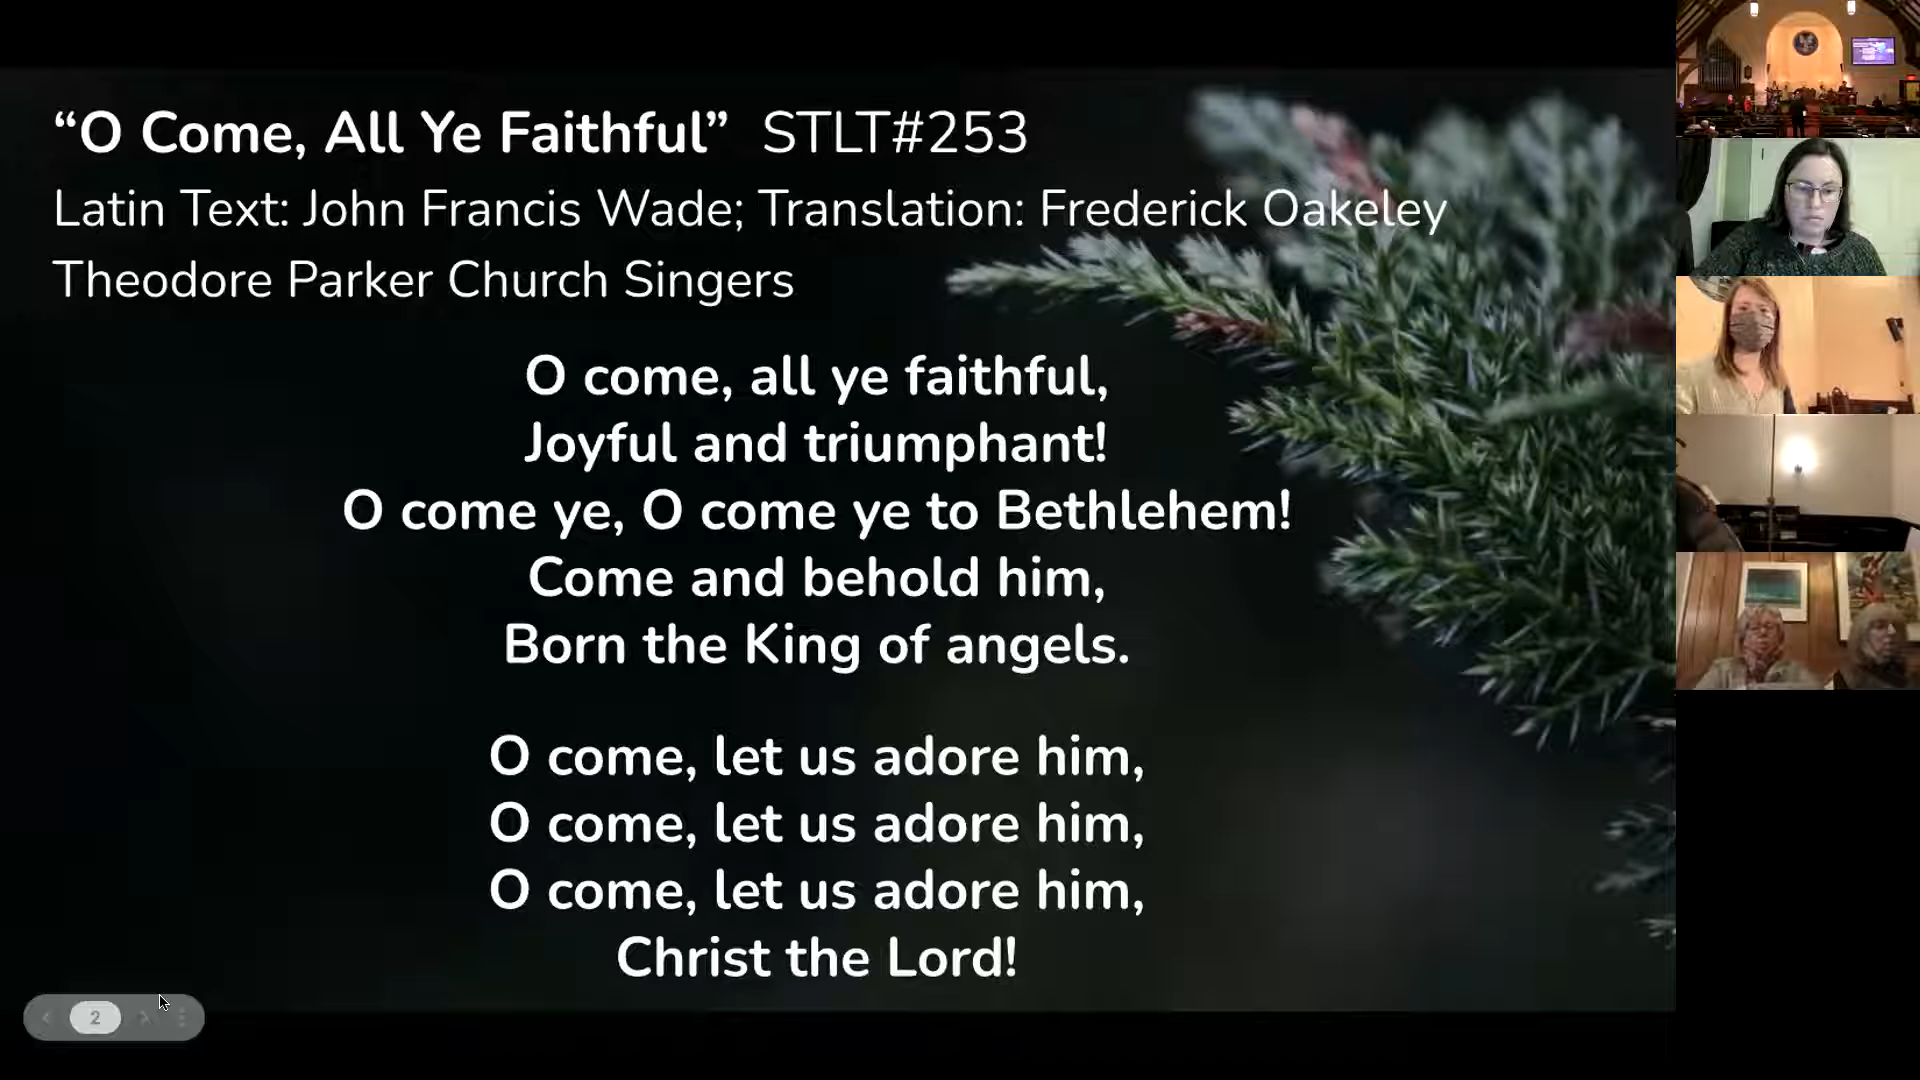 “O Come, All Ye Faithful” STLT#253
Latin Text: John Francis Wade; Translation: Frederick Oakeley
Theodore Parker Church Singers
O come, all ye faithful,
Joyful and triumphant!
O come ye, O come ye to Bethlehem!
Come and behold him,
Born the King of angels.
O come, let us adore him,
O come, let us adore him,
O come, let us adore him,
Christ the Lord!
2